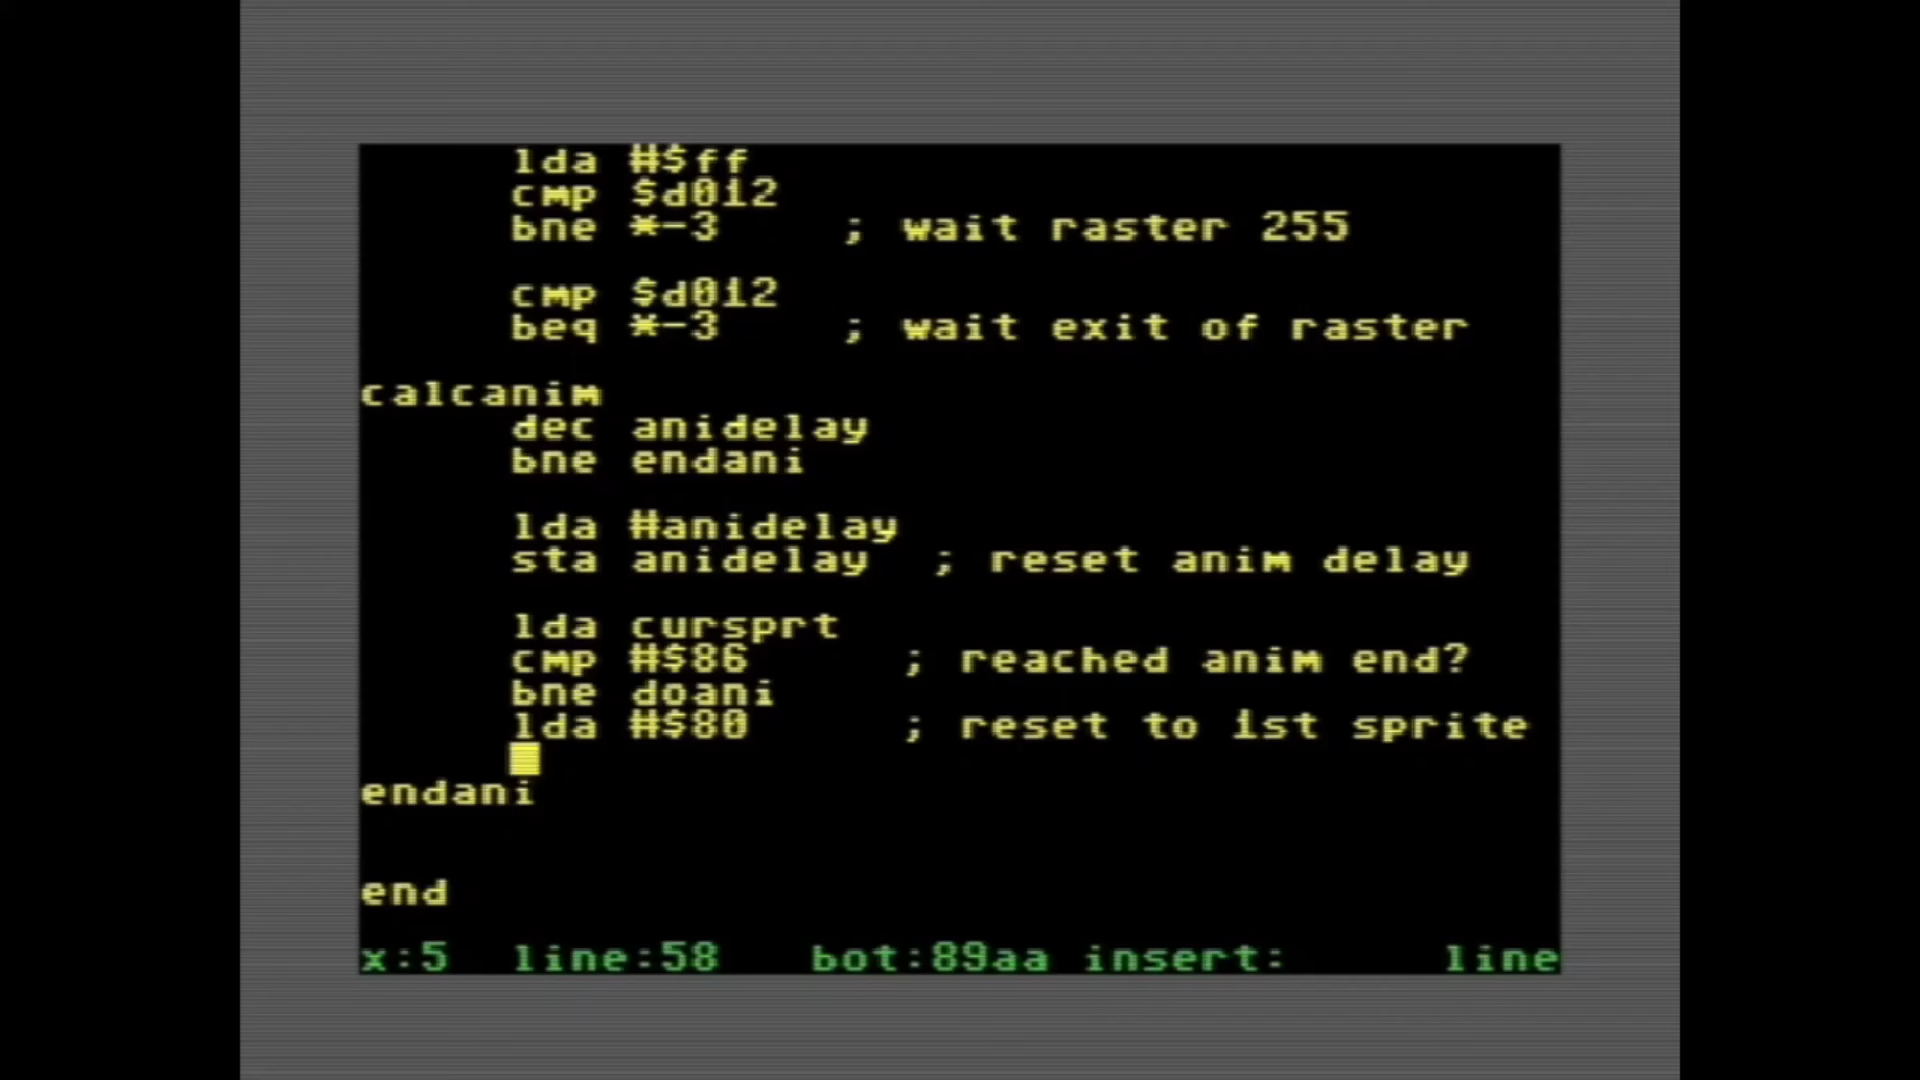 lda #$ff
cmp $d012
bne *-3 ; wait raster 255
cmp $d012
beq *-3 ; wait exit of raster
calcanim
dec anidelay
bne endani
lda #anidelay
sta anidelay ; reset anim delay
lda cursprt
cmp #$86 ; reached anim end?
bne doani
lda #$80 ; reset to 1st sprite
endani
end
x:5 line:58 bot:89aa insert: line